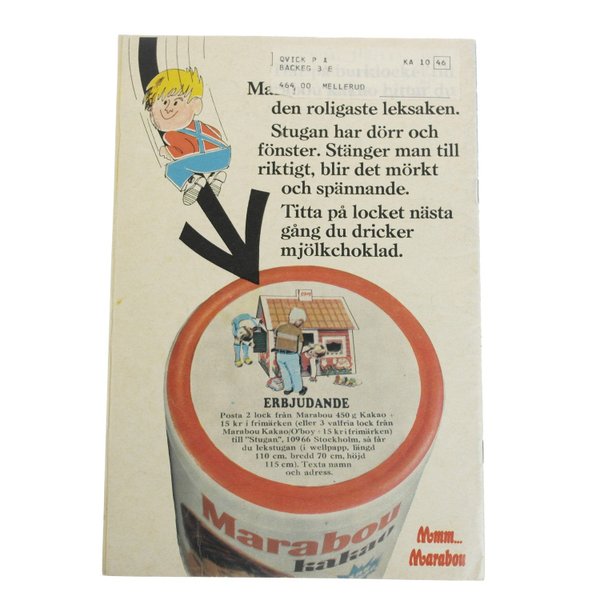 QVICK P A KA 10 46
BACKEG 3 E
464 00 MELLERUD
den roligaste leksaken.
Stugan har dörr och
fönster. Stänger man till
riktigt, blir det mörkt
och spännande.
Titta på locket nästa
gång du dricker
mjölkchoklad.
ERBJUDANDE
Posta 2 lock från Marabou 450 g Kakao +
15 kr i frimärken (eller 3 valfria lock från
Marabou Kakao/O'boy + 15 kr i frimärken)
till "Stugan", 109 66 Stockholm, så får
du lekstugan (i wellpapp, längd
110 cm, bredd 70 cm, höjd
115 cm). Texta namn
och adress.
Marabou
kakao
Mmm...
Marabou